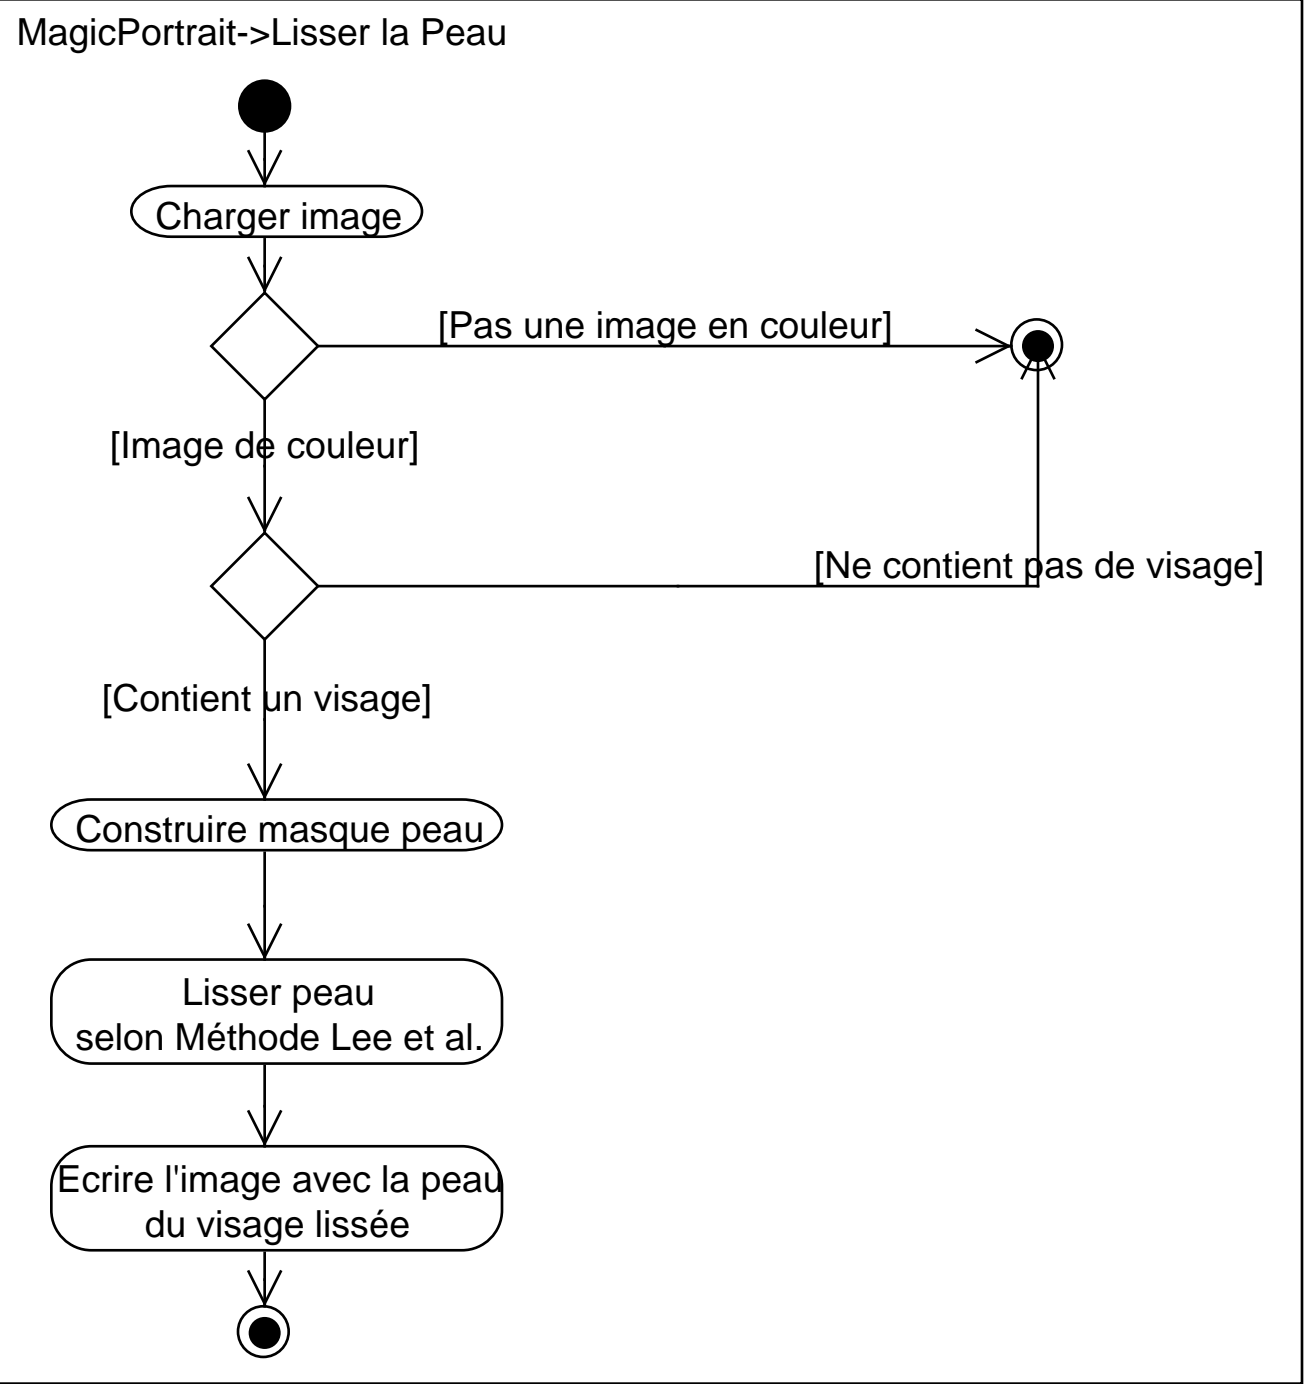 MagicPortrait->Lisser la Peau
Charger image
[Pas une image en couleur]
[Image de couleur]
[Ne contient pas de visage]
[Contient un visage]
Construire masque peau
Lisser peau
selon Méthode Lee et al.
Ecrire l'image avec la peau
du visage lissée